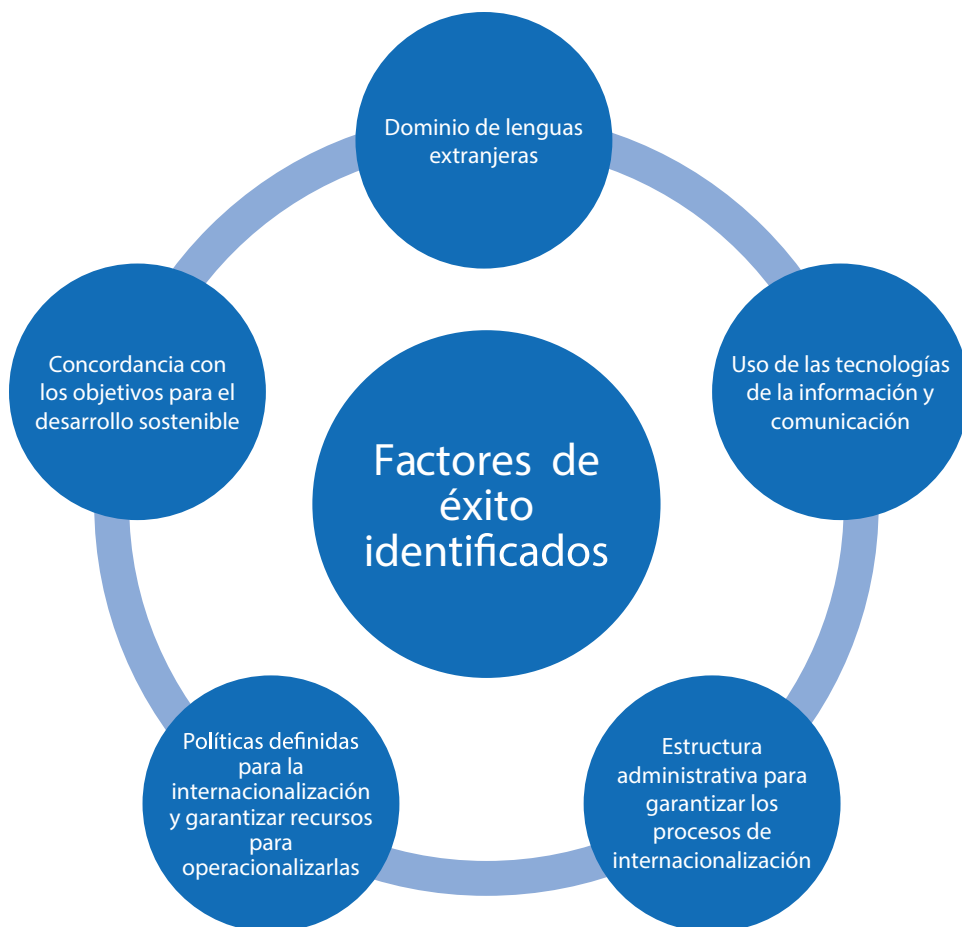 Dominio de lenguas
extranjeras
Uso de las tecnologías
de la información y
comunicación
Estructura
administrativa para
garantizar los
procesos de
internacionalización
Políticas definidas
para la
internacionalización
y garantizar recursos
para
operacionalizarlas
Concordancia con
los objetivos para el
desarrollo sostenible
Factores de
éxito
identificados